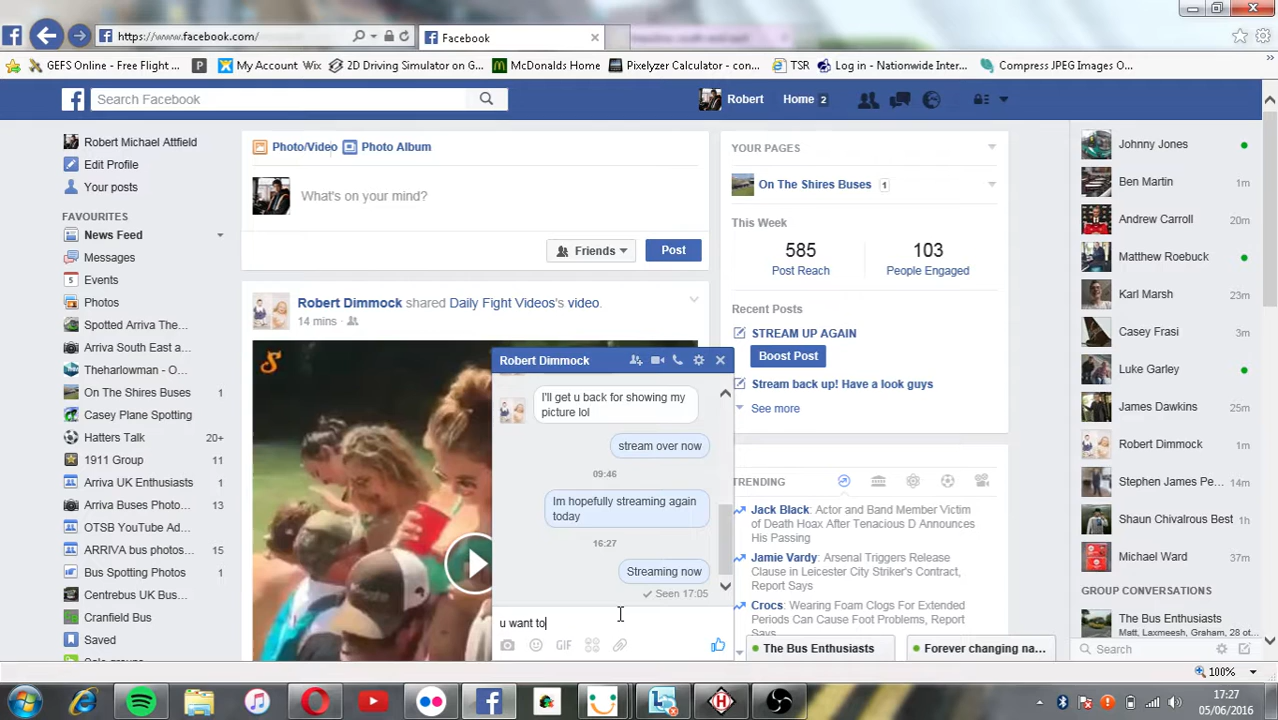 https://www.facebook.com/
Facebook
GEFS Online - Free Flight ...
My Account
Wix
2D Driving Simulator on G...
McDonalds Home
Pixelyzer Calculator - con...
TSR
Log in - Nationwide Inter...
Compress JPEG Images O...
Search Facebook
Robert
Home 2
Robert Michael Attfield
Edit Profile
Your posts
FAVOURITES
News Feed
Messages
Events
Photos
Spotted Arriva The...
Arriva South East a...
Theharlowman - O...
On The Shires Buses 1
Casey Plane Spotting
Hatters Talk 20+
1911 Group 11
Arriva UK Enthusiasts
Arriva Buses Photo... 13
OTSB YouTube Ad...
ARRIVA bus photos... 15
Bus Spotting Photos
Centrebus UK Bus...
Cranfield Bus
Saved
Photo/Video
Photo Album
What's on your mind?
Friends
Post
Robert Dimmock shared Daily Fight Videos's video.
14 mins
Robert Dimmock
I'll get u back for showing my
picture lol
stream over now
09:46
Im hopefully streaming again
today
16:27
Streaming now
Seen 17:05
u want to
GIF
YOUR PAGES
On The Shires Buses 1
This Week
585
Post Reach
103
People Engaged
Recent Posts
STREAM UP AGAIN
Boost Post
Stream back up! Have a look guys
See more
TRENDING
Jack Black: Actor and Band Member Victim
of Death Hoax After Tenacious D Announces
His Passing
Jamie Vardy: Arsenal Triggers Release
Clause in Leicester City Striker's Contract,
Report Says
Crocs: Wearing Foam Clogs For Extended
Periods Can Cause Foot Problems, Report
Says
The Bus Enthusiasts
Forever changing na...
Johnny Jones
Ben Martin 1m
Andrew Carroll 20m
Matthew Roebuck
Karl Marsh 23m
Casey Frasi 3m
Luke Garley
James Dawkins
Robert Dimmock 1m
Stephen James Pe... 14m
Shaun Chivalrous Best
Michael Ward 37m
GROUP CONVERSATIONS
The Bus Enthusiasts
Matt, Laxmeesh, Graham, 28 ot...
Search
100%
17:27
05/06/2016